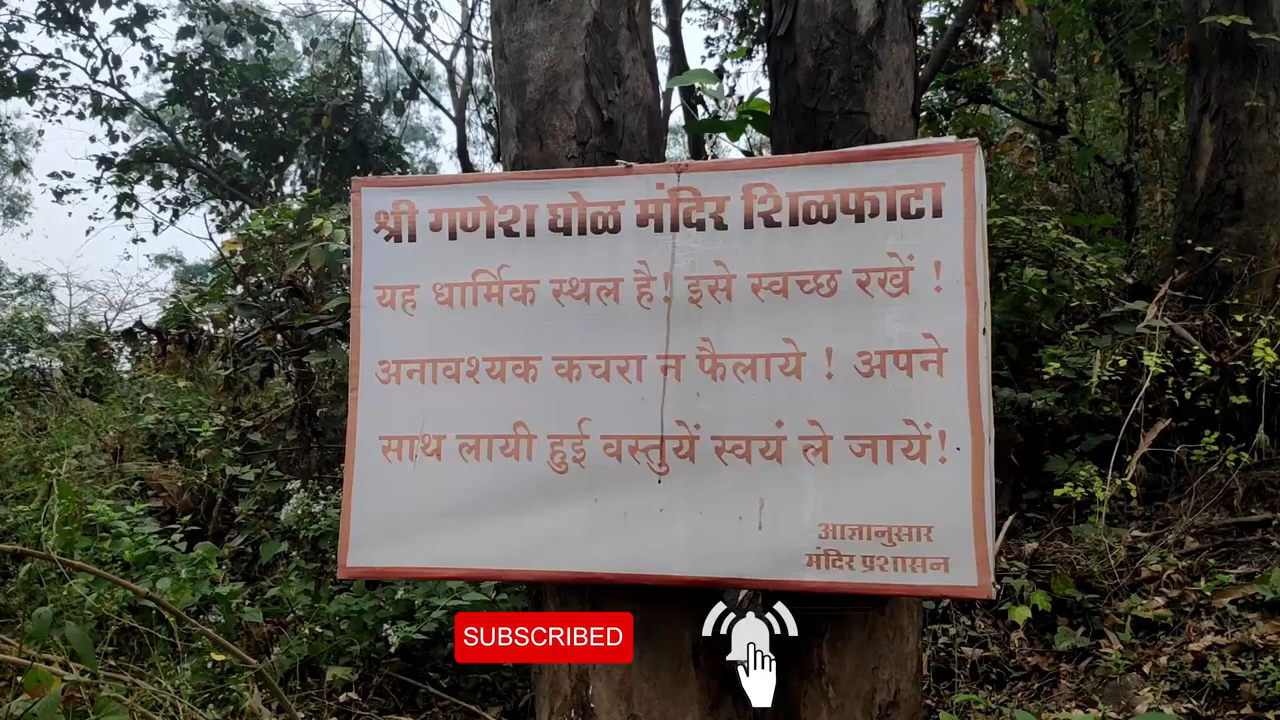 श्री गणेश घोळ मंदिर शिळफाटा
यह धार्मिक स्थल है! इसे स्वच्छ रखें !
अनावश्यक कचरा न फैलाये ! अपने
साथ लायी हुई वस्तुयें स्वयं ले जायें!
आज्ञानुसार
मंदिर प्रशासन
SUBSCRIBED